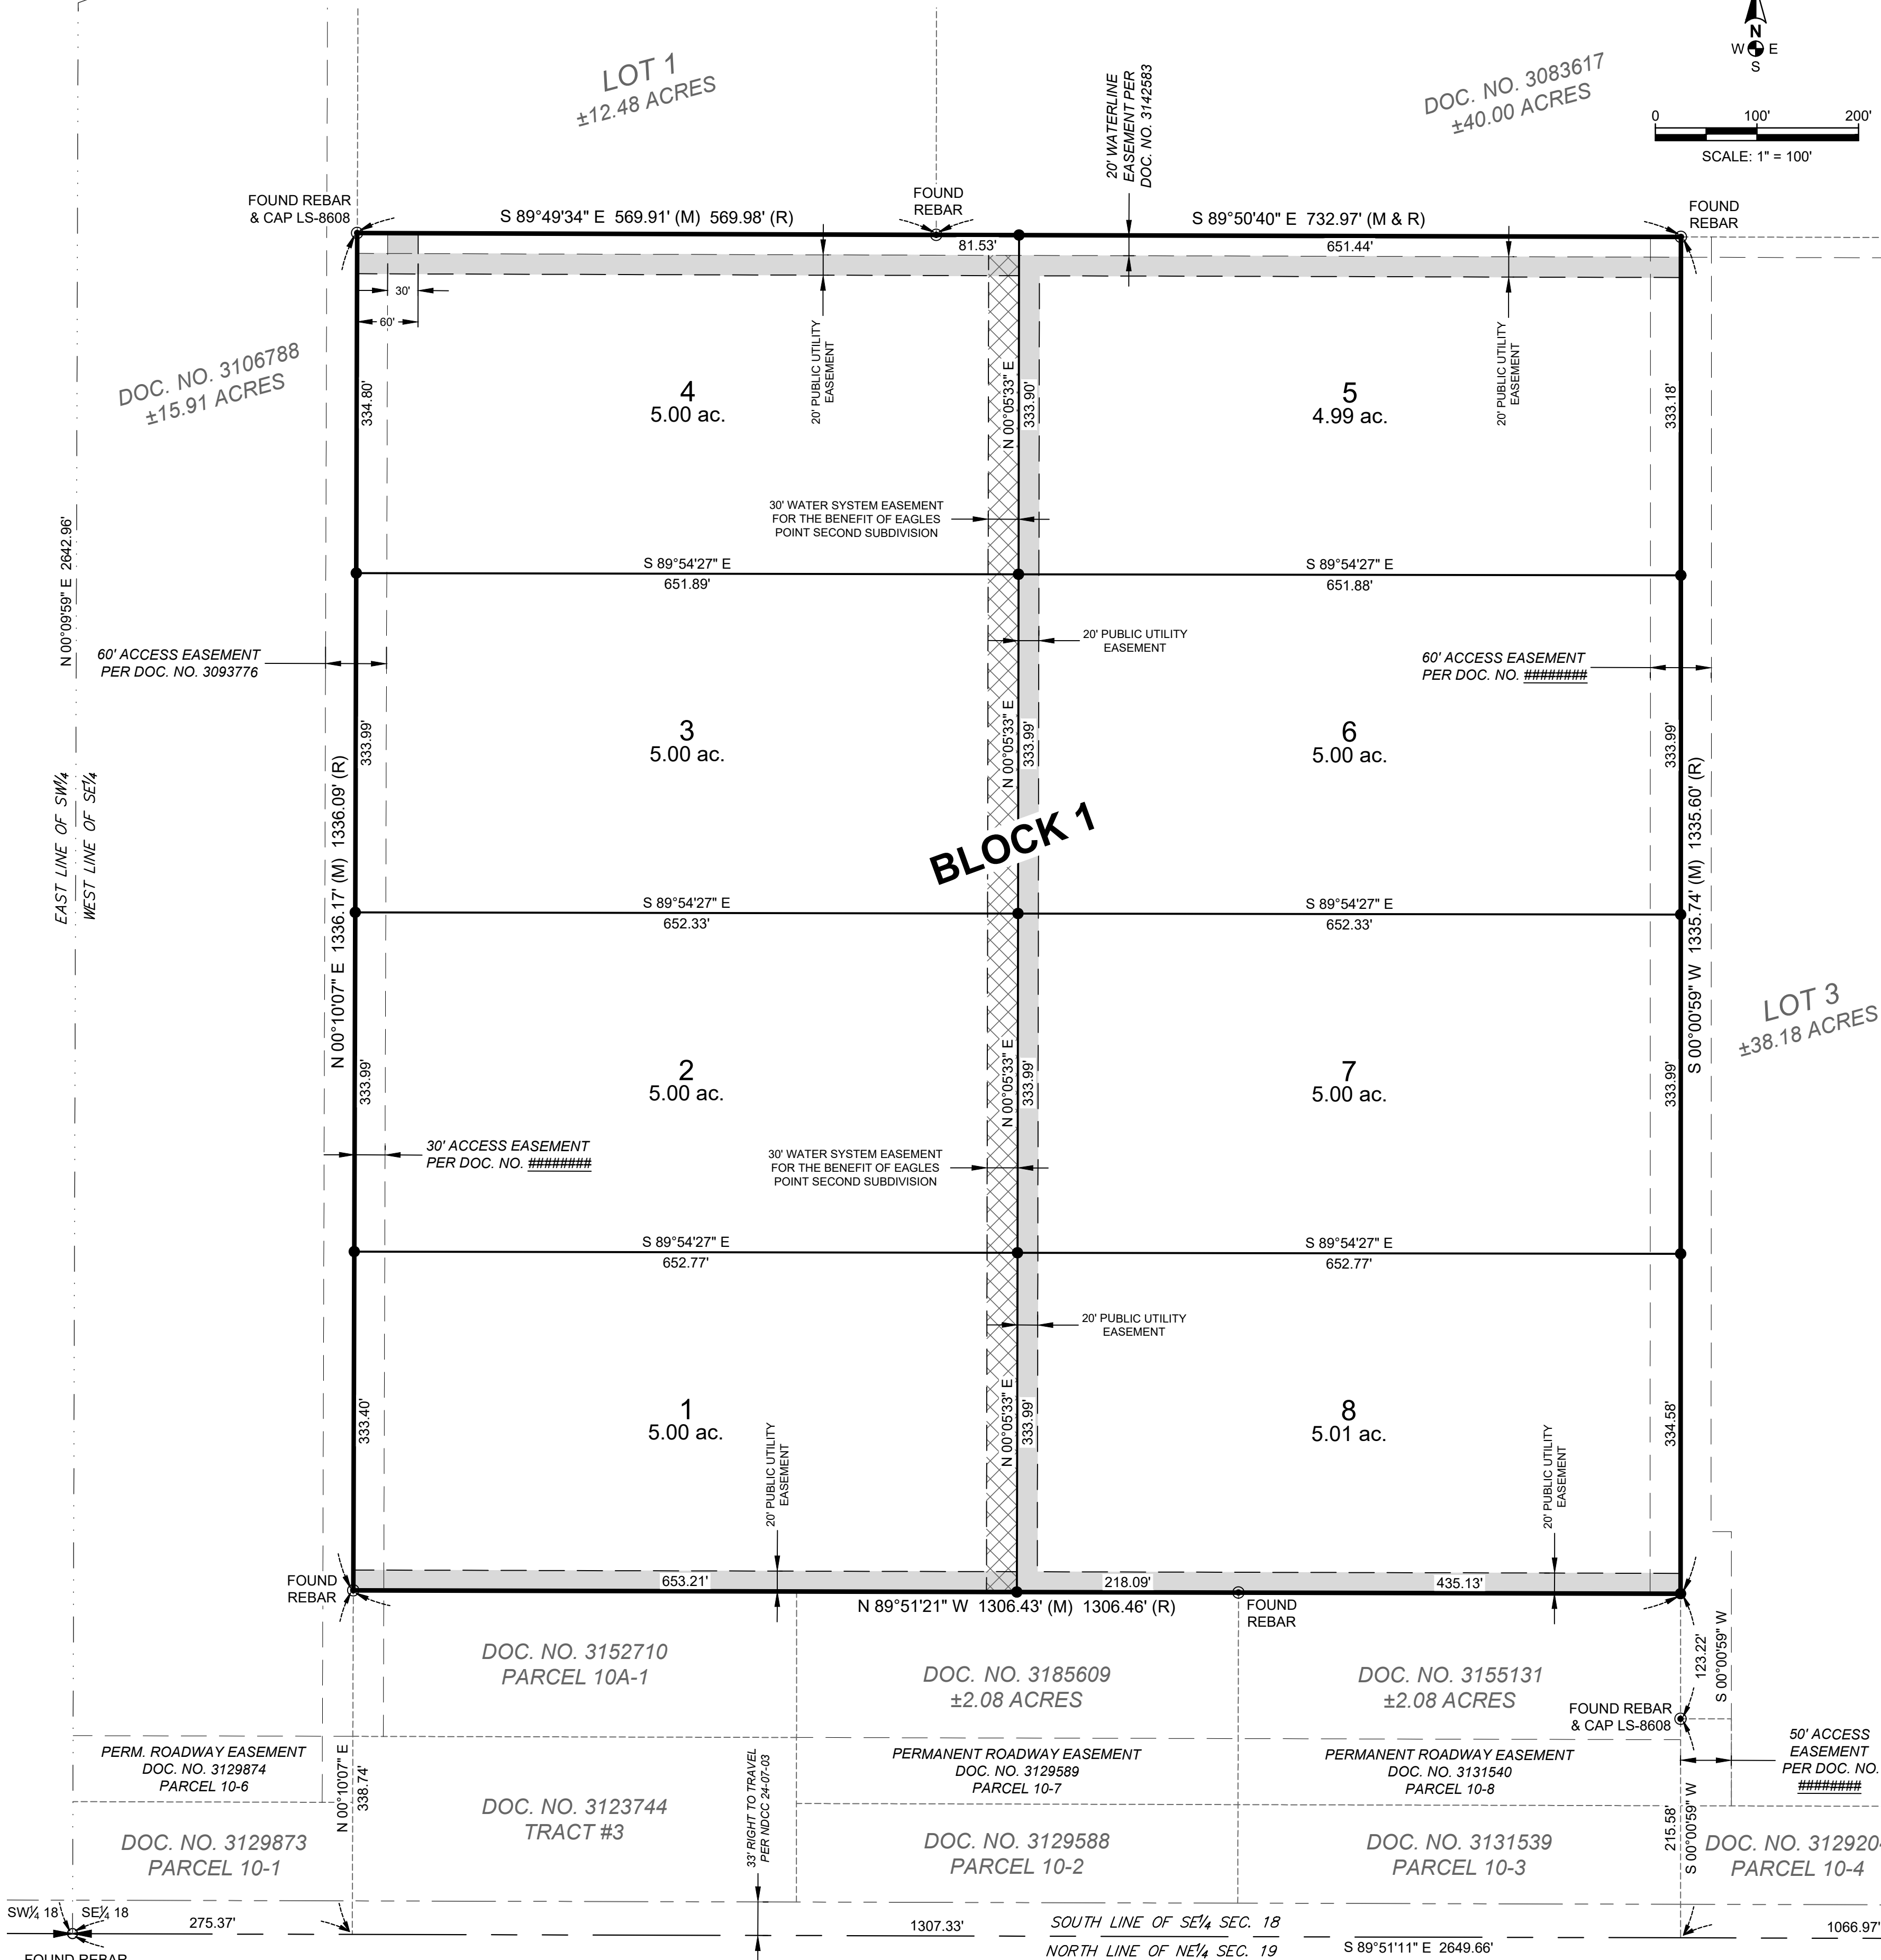 N
W E
S
0 100' 200'
SCALE: 1" = 100'
LOT 1
±12.48 ACRES
DOC. NO. 3083617
±40.00 ACRES
20' WATERLINE
EASEMENT PER
DOC. NO. 3142583
FOUND REBAR
& CAP LS-8608
S 89°49'34" E 569.91' (M) 569.98' (R)
FOUND
REBAR
S 89°50'40" E 732.97' (M & R)
FOUND
REBAR
81.53'
651.44'
30'
60'
20' PUBLIC UTILITY
EASEMENT
20' PUBLIC UTILITY
EASEMENT
DOC. NO. 3106788
±15.91 ACRES
334.80'
4
5.00 ac.
N 00°05'33" E
333.90'
5
4.99 ac.
333.18'
30' WATER SYSTEM EASEMENT
FOR THE BENEFIT OF EAGLES
POINT SECOND SUBDIVISION
N 00°09'59" E 2642.96'
S 89°54'27" E
651.89'
S 89°54'27" E
651.88'
60' ACCESS EASEMENT
PER DOC. NO. 3093776
20' PUBLIC UTILITY
EASEMENT
60' ACCESS EASEMENT
PER DOC. NO. ########
333.99'
3
5.00 ac.
N 00°05'33" E
333.99'
6
5.00 ac.
333.99'
EAST LINE OF SW1/4
WEST LINE OF SE1/4
N 00°10'07" E 1336.17' (M) 1336.09' (R)
BLOCK 1
S 00°00'59" W 1335.74' (M) 1335.60' (R)
S 89°54'27" E
652.33'
S 89°54'27" E
652.33'
LOT 3
±38.18 ACRES
333.99'
2
5.00 ac.
N 00°05'33" E
333.99'
7
5.00 ac.
333.99'
30' ACCESS EASEMENT
PER DOC. NO. ########
30' WATER SYSTEM EASEMENT
FOR THE BENEFIT OF EAGLES
POINT SECOND SUBDIVISION
S 89°54'27" E
652.77'
S 89°54'27" E
652.77'
20' PUBLIC UTILITY
EASEMENT
333.40'
1
5.00 ac.
N 00°05'33" E
333.99'
8
5.01 ac.
334.58'
20' PUBLIC UTILITY
EASEMENT
20' PUBLIC UTILITY
EASEMENT
FOUND
REBAR
653.21'
218.09'
435.13'
N 89°51'21" W 1306.43' (M) 1306.46' (R)
FOUND
REBAR
DOC. NO. 3152710
PARCEL 10A-1
DOC. NO. 3185609
±2.08 ACRES
DOC. NO. 3155131
±2.08 ACRES
123.22'
S 00°00'59" W
FOUND REBAR
& CAP LS-8608
PERM. ROADWAY EASEMENT
DOC. NO. 3129874
PARCEL 10-6
N 00°10'07" E
338.74'
33' RIGHT TO TRAVEL
PER NDCC 24-07-03
PERMANENT ROADWAY EASEMENT
DOC. NO. 3129589
PARCEL 10-7
PERMANENT ROADWAY EASEMENT
DOC. NO. 3131540
PARCEL 10-8
50' ACCESS
EASEMENT
PER DOC. NO.
########
DOC. NO. 3129873
PARCEL 10-1
DOC. NO. 3123744
TRACT #3
DOC. NO. 3129588
PARCEL 10-2
DOC. NO. 3131539
PARCEL 10-3
215.58'
S 00°00'59" W
DOC. NO. 3129204
PARCEL 10-4
SW1/4 18 SE1/4 18
275.37'
1307.33'
SOUTH LINE OF SE1/4 SEC. 18
NORTH LINE OF NE1/4 SEC. 19
S 89°51'11" E 2649.66'
1066.97'
FOUND REBAR